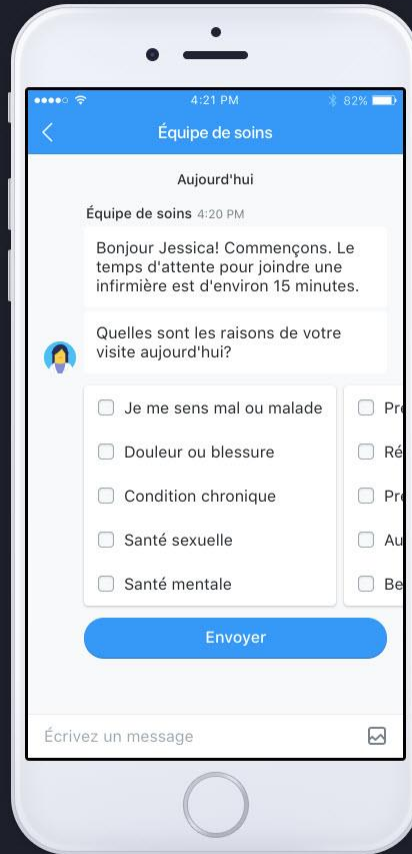 4:21 PM
82%
Équipe de soins
Aujourd'hui
Équipe de soins 4:20 PM
Bonjour Jessica! Commençons. Le
temps d'attente pour joindre une
infirmière est d'environ 15 minutes.
Quelles sont les raisons de votre
visite aujourd'hui?
Je me sens mal ou malade
Douleur ou blessure
Condition chronique
Santé sexuelle
Santé mentale
Envoyer
Écrivez un message